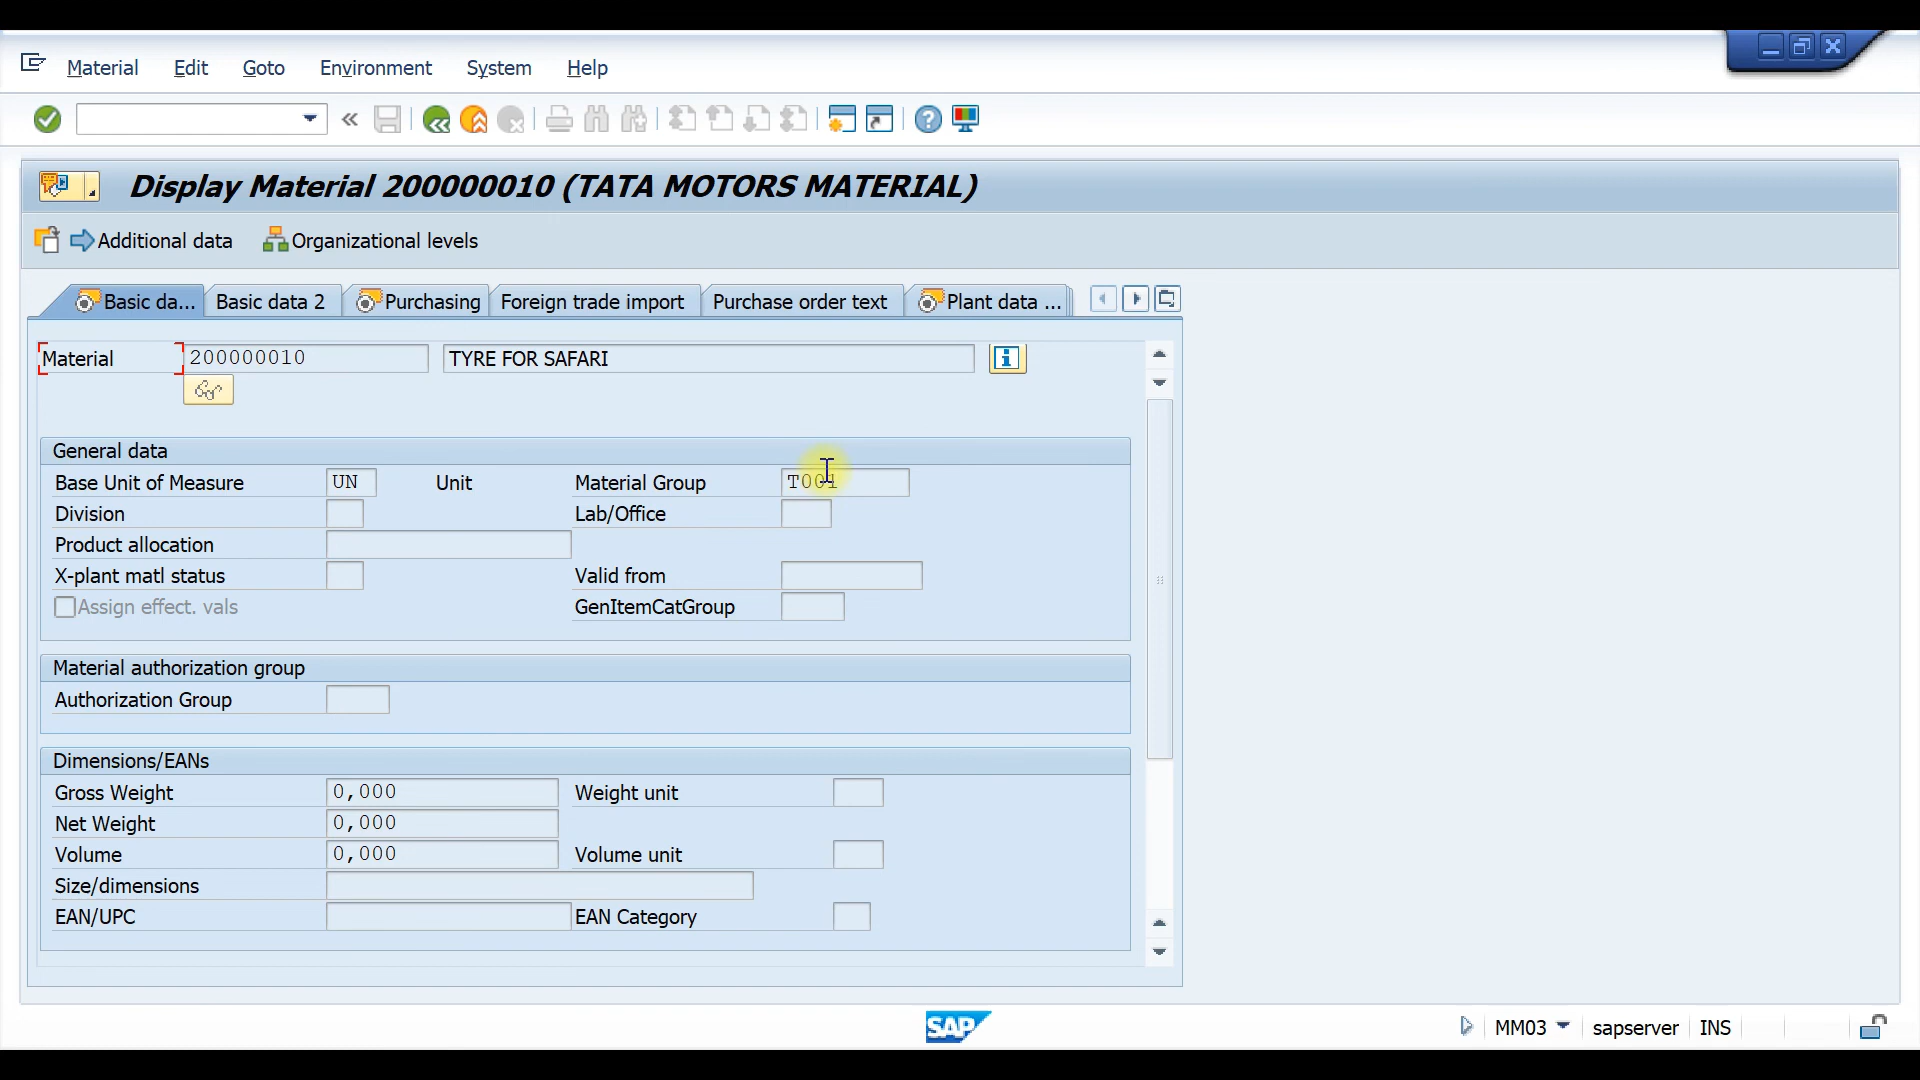 Material Edit Goto Environment System Help
Display Material 200000010 (TATA MOTORS MATERIAL)
Additional data Organizational levels
Basic da... Basic data 2 Purchasing Foreign trade import Purchase order text Plant data ...
Material 200000010 TYRE FOR SAFARI
General data
Base Unit of Measure UN Unit Material Group T001
Division Lab/Office
Product allocation
X-plant matl status Valid from
Assign effect. vals GenItemCatGroup
Material authorization group
Authorization Group
Dimensions/EANs
Gross Weight 0,000 Weight unit
Net Weight 0,000
Volume 0,000 Volume unit
Size/dimensions
EAN/UPC EAN Category
SAP MM03 sapserver INS